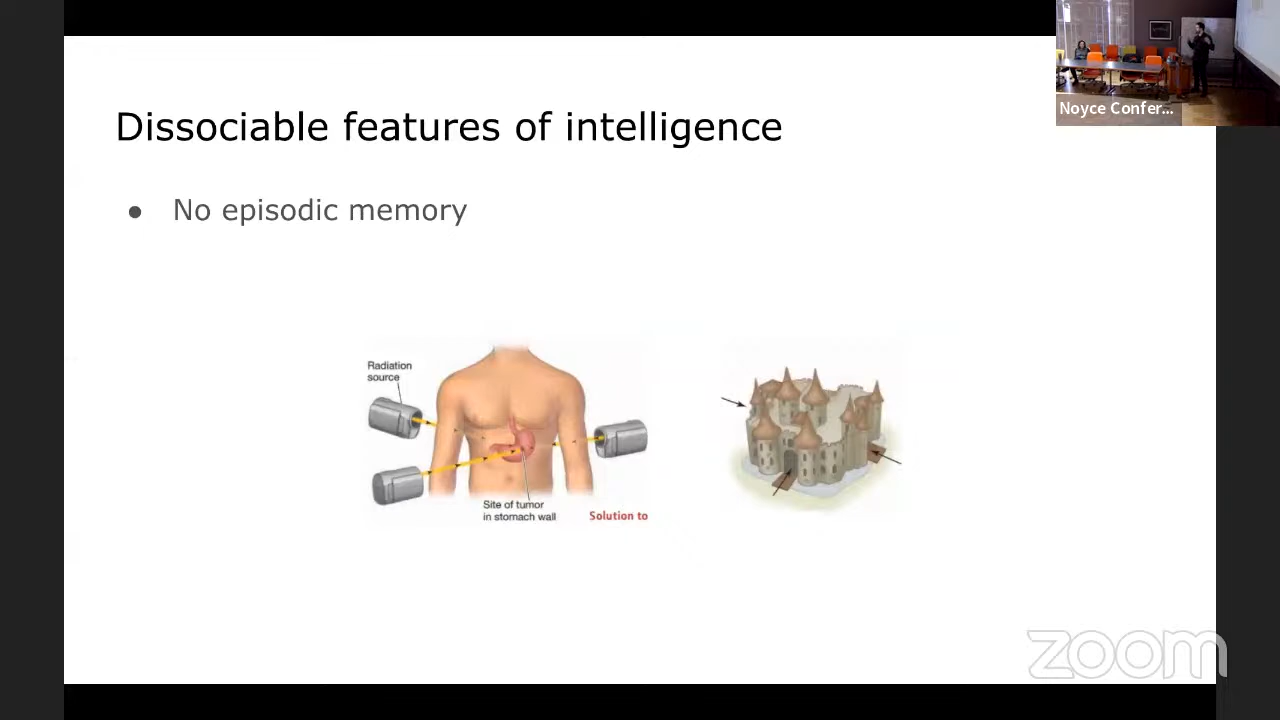 Noyce Confer...
Dissociable features of intelligence
● No episodic memory
Radiation
source
Site of tumor
in stomach wall
Solution to
zoom